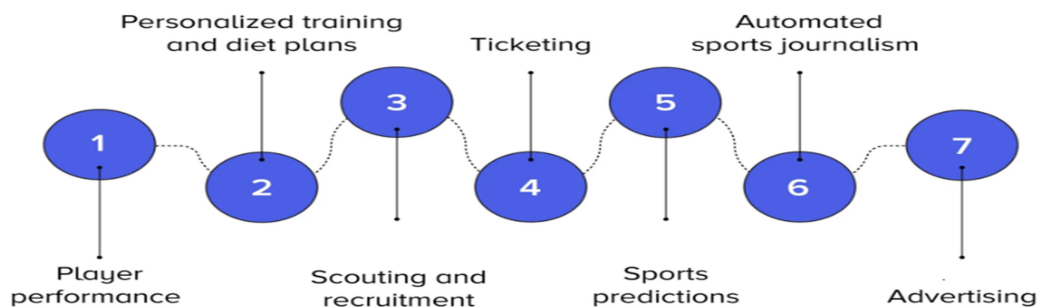 1
Player
performance
2
Personalized training
and diet plans
3
Scouting and
recruitment
4
Ticketing
5
Sports
predictions
6
Automated
sports journalism
7
Advertising